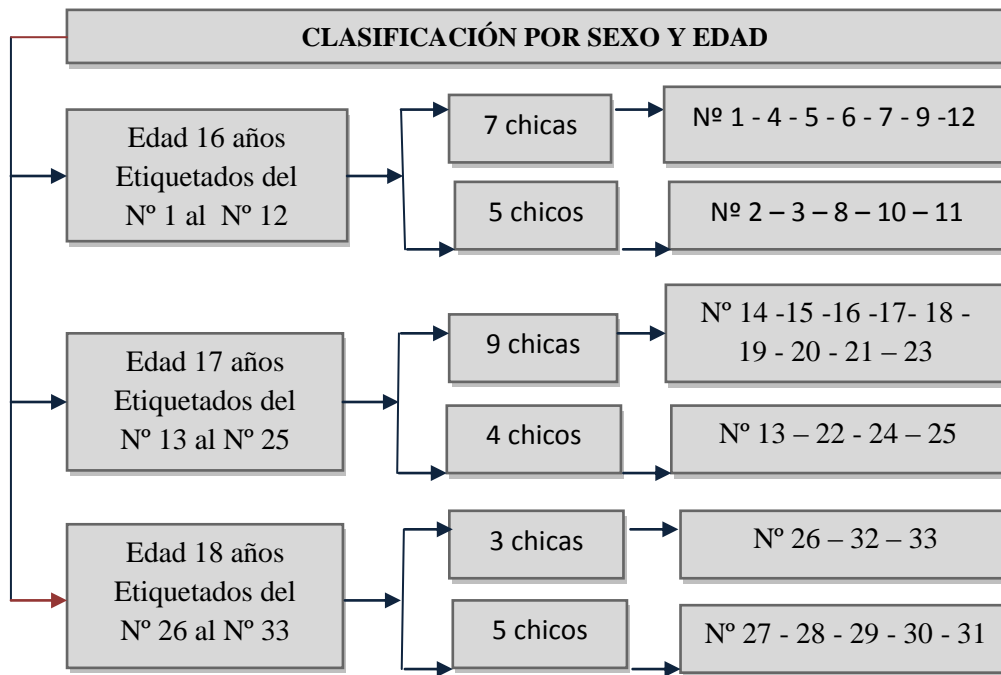 CLASIFICACIÓN POR SEXO Y EDAD
Edad 16 años
Etiquetados del
Nº 1 al Nº 12
7 chicas
Nº 1 - 4 - 5 - 6 - 7 - 9 -12
5 chicos
Nº 2 – 3 – 8 – 10 – 11
Edad 17 años
Etiquetados del
Nº 13 al Nº 25
9 chicas
Nº 14 -15 -16 -17- 18 -
19 - 20 - 21 – 23
4 chicos
Nº 13 – 22 - 24 – 25
Edad 18 años
Etiquetados del
Nº 26 al Nº 33
3 chicas
Nº 26 – 32 – 33
5 chicos
Nº 27 - 28 - 29 - 30 - 31